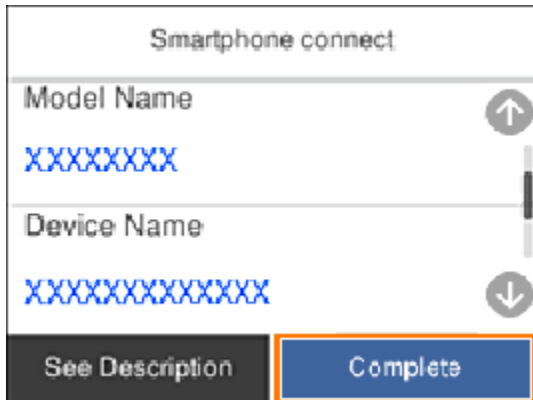 Smartphone connect
Model Name
XXXXXXXX
Device Name
XXXXXXXXXXXXX
See Description
Complete